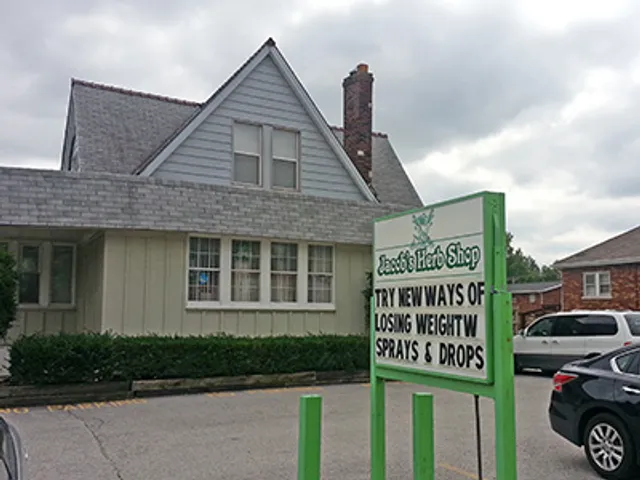 Jacob's Herb Shop
TRY NEW WAYS OF
LOSING WEIGHTW
SPRAYS & DROPS